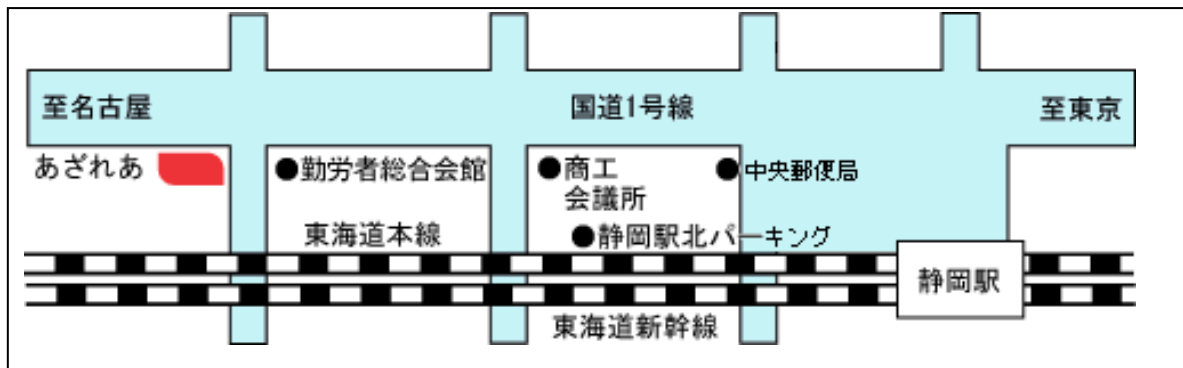 至名古屋
国道1号線
至東京
あざれあ
●勤労者総合会館
●商工
会議所
●中央郵便局
東海道本線
●静岡駅北パーキング
静岡駅
東海道新幹線